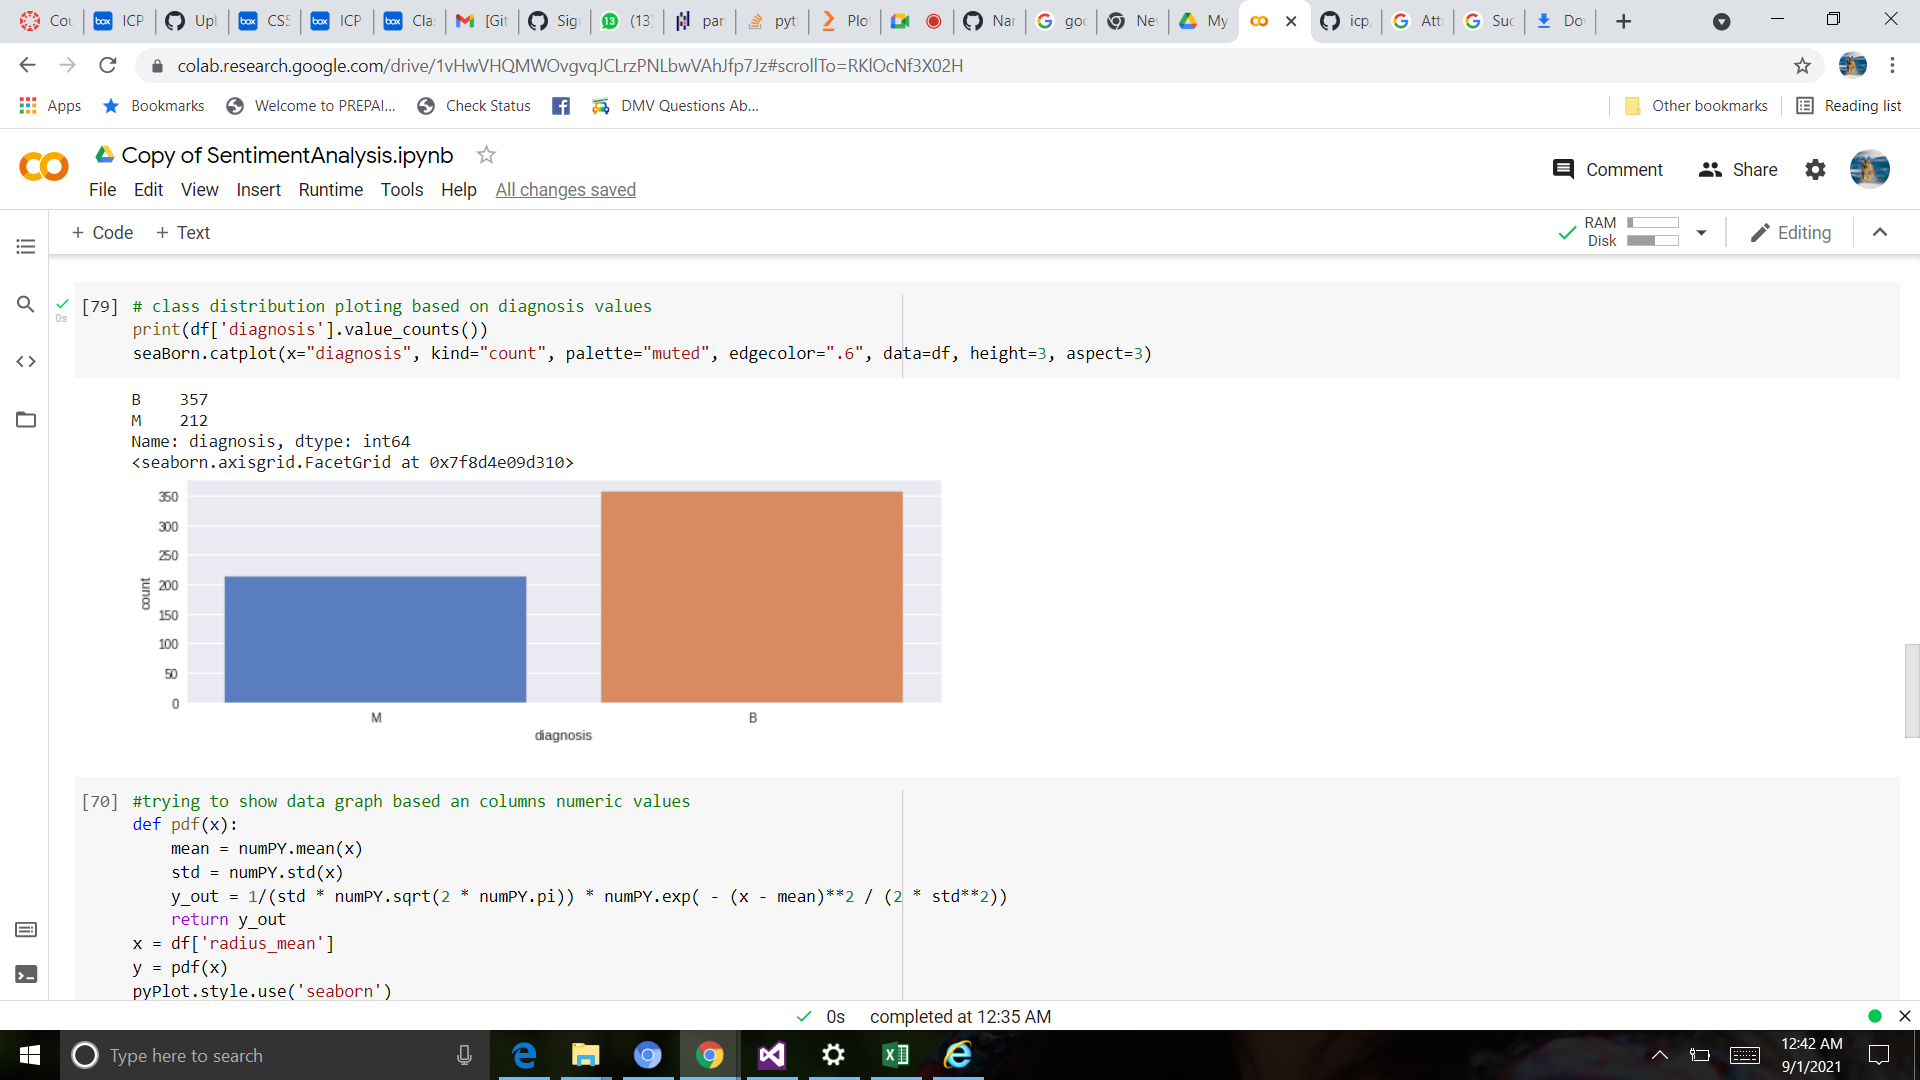 Cou
ICP
Upl
CS5
ICP
Cla
[Git
Sig
(13)
par
pyt
Plo
Nar
goo
Nev
My
icp
Att
Suc
Do
colab.research.google.com/drive/1vHwVHQMWOvgvqJCLrzPNLbwVAhJfp7Jz#scrollTo=RKlOcNf3X02H
Apps Bookmarks Welcome to PREPAI... Check Status DMV Questions Ab... Other bookmarks Reading list
Copy of SentimentAnalysis.ipynb
Comment Share
File Edit View Insert Runtime Tools Help All changes saved
+ Code + Text
RAM
Disk
Editing
[79] # class distribution ploting based on diagnosis values
0s
print(df['diagnosis'].value_counts())
seaBorn.catplot(x="diagnosis", kind="count", palette="muted", edgecolor=".6", data=df, height=3, aspect=3)
B 357
M 212
Name: diagnosis, dtype: int64
<seaborn.axisgrid.FacetGrid at 0x7f8d4e09d310>
350
300
250
200
150
100
50
0
count
M B
diagnosis
[70] #trying to show data graph based an columns numeric values
def pdf(x):
mean = numPY.mean(x)
std = numPY.std(x)
y_out = 1/(std * numPY.sqrt(2 * numPY.pi)) * numPY.exp( - (x - mean)**2 / (2 * std**2))
return y_out
x = df['radius_mean']
y = pdf(x)
pyPlot.style.use('seaborn')
0s completed at 12:35 AM
Type here to search
12:42 AM
9/1/2021